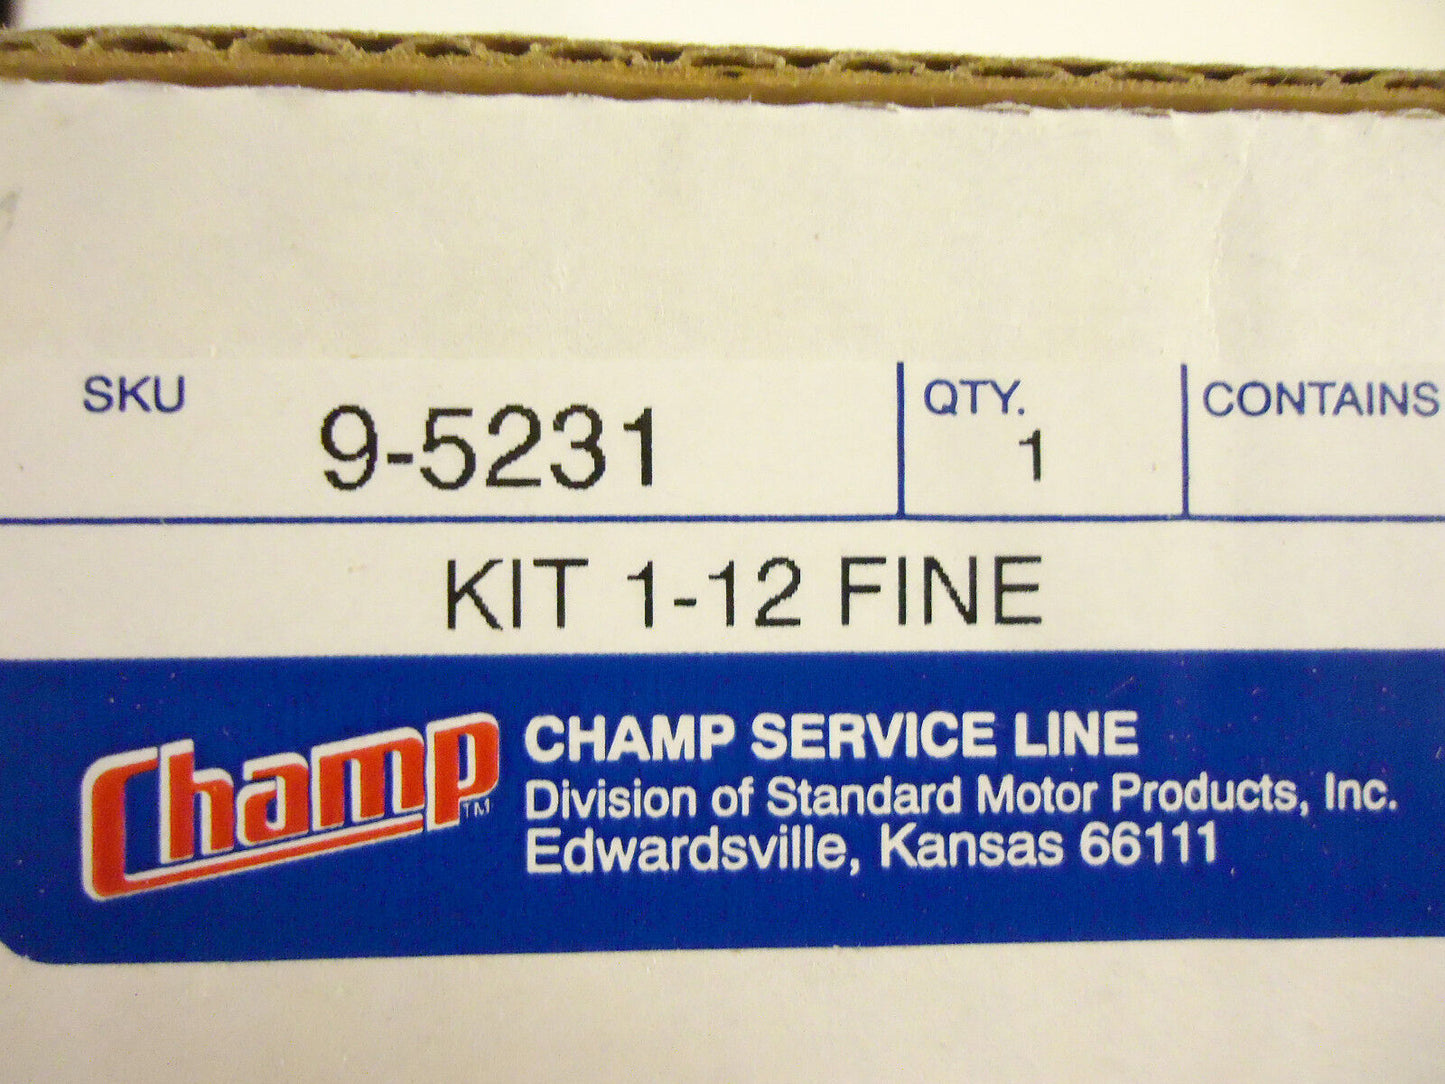 SKU 9-5231 QTY. 1 CONTAINS
KIT 1-12 FINE
Champ™
CHAMP SERVICE LINE
Division of Standard Motor Products, Inc.
Edwardsville, Kansas 66111